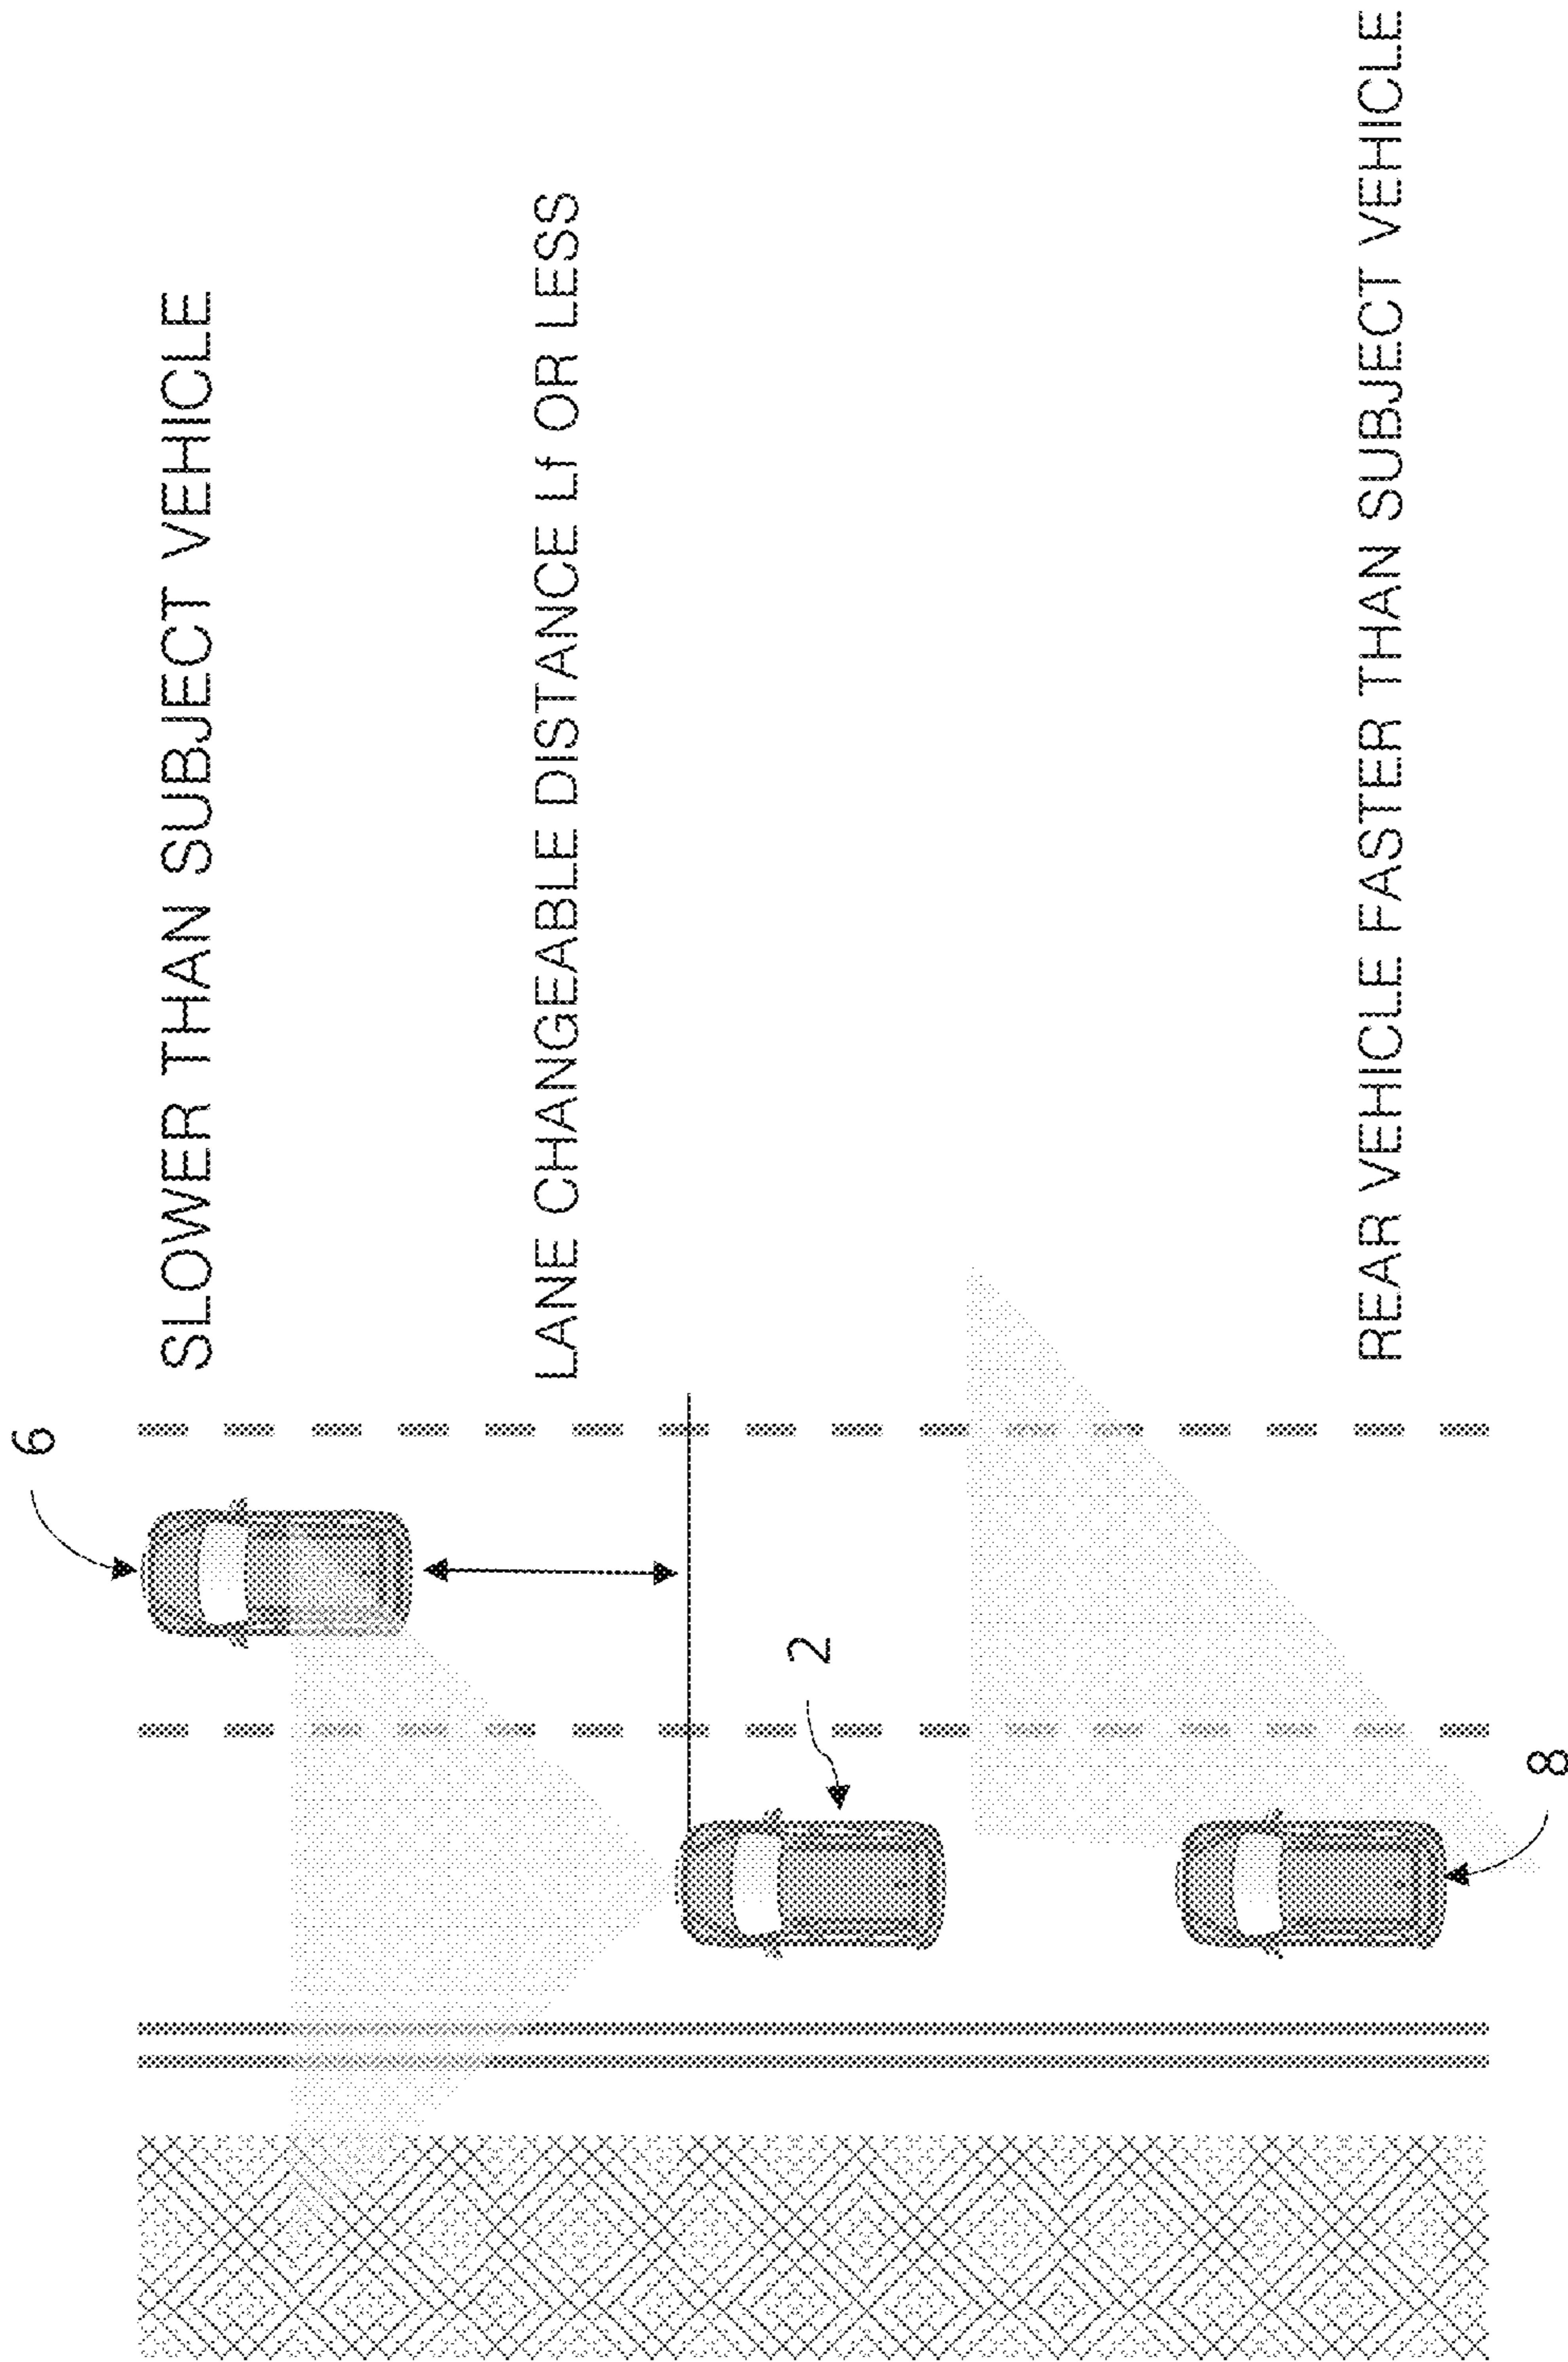 6
SLOWER THAN SUBJECT VEHICLE
LANE CHANGEABLE DISTANCE Lf OR LESS
2
REAR VEHICLE FASTER THAN SUBJECT VEHICLE
8